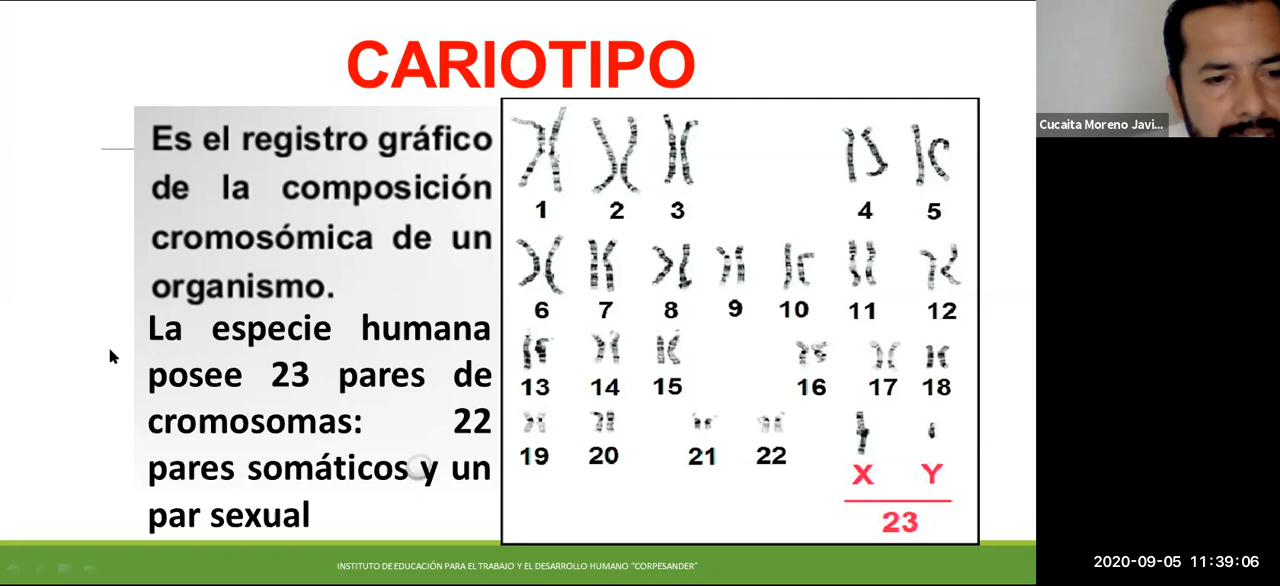 CARIOTIPO
Es el registro gráfico
de la composición
cromosómica de un
organismo.
La especie humana
posee 23 pares de
cromosomas: 22
pares somáticos y un
par sexual
1 2 3 4 5
6 7 8 9 10 11 12
13 14 15 16 17 18
19 20 21 22
X Y
23
INSTITUTO DE EDUCACIÓN PARA EL TRABAJO Y EL DESARROLLO HUMANO "CORPESANDER"
Cucaita Moreno Javi...
2020-09-05 11:39:06